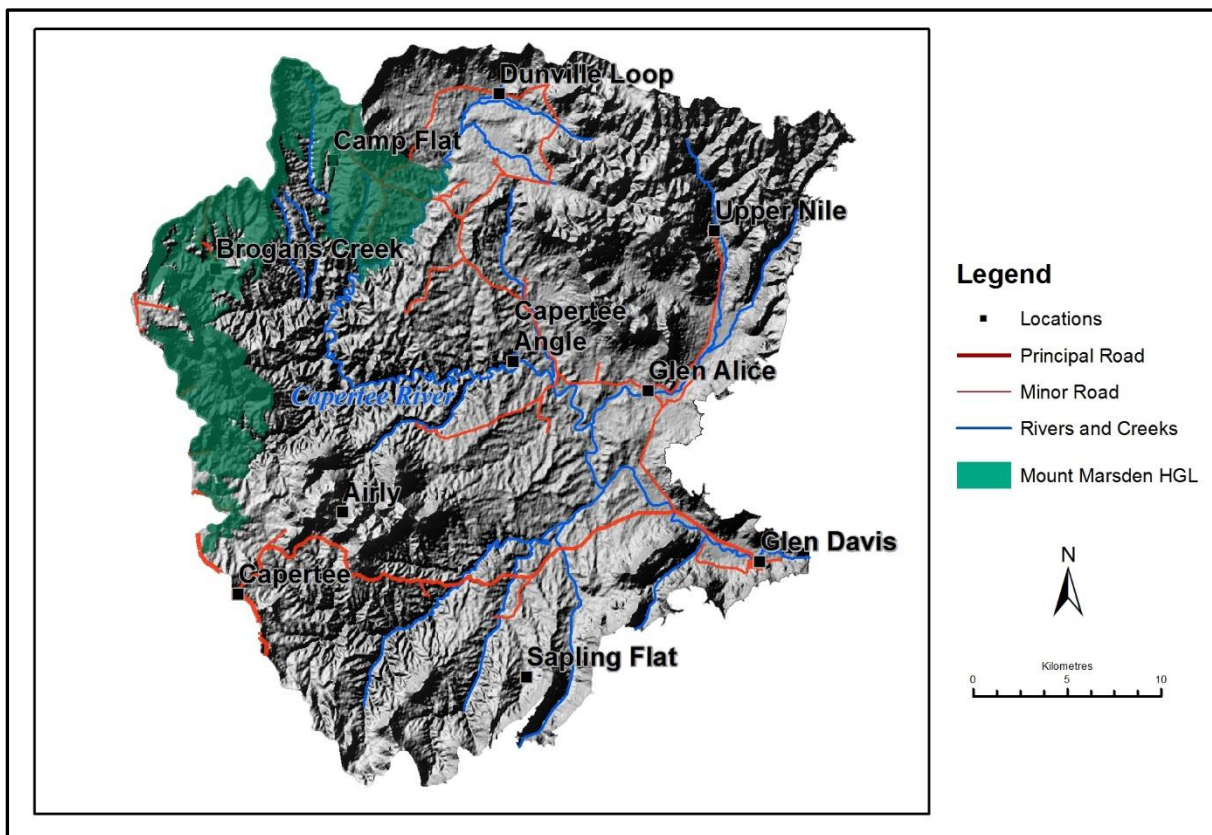 Dunville Loop
Camp Flat
Upper Nile
Brogans Creek
Capertee
Angle
Glen Alice
Capertee River
Airly
Glen Davis
Capertee
Sapling Flat
Legend
Locations
Principal Road
Minor Road
Rivers and Creeks
Mount Marsden HGL
N
Kilometres
0 5 10